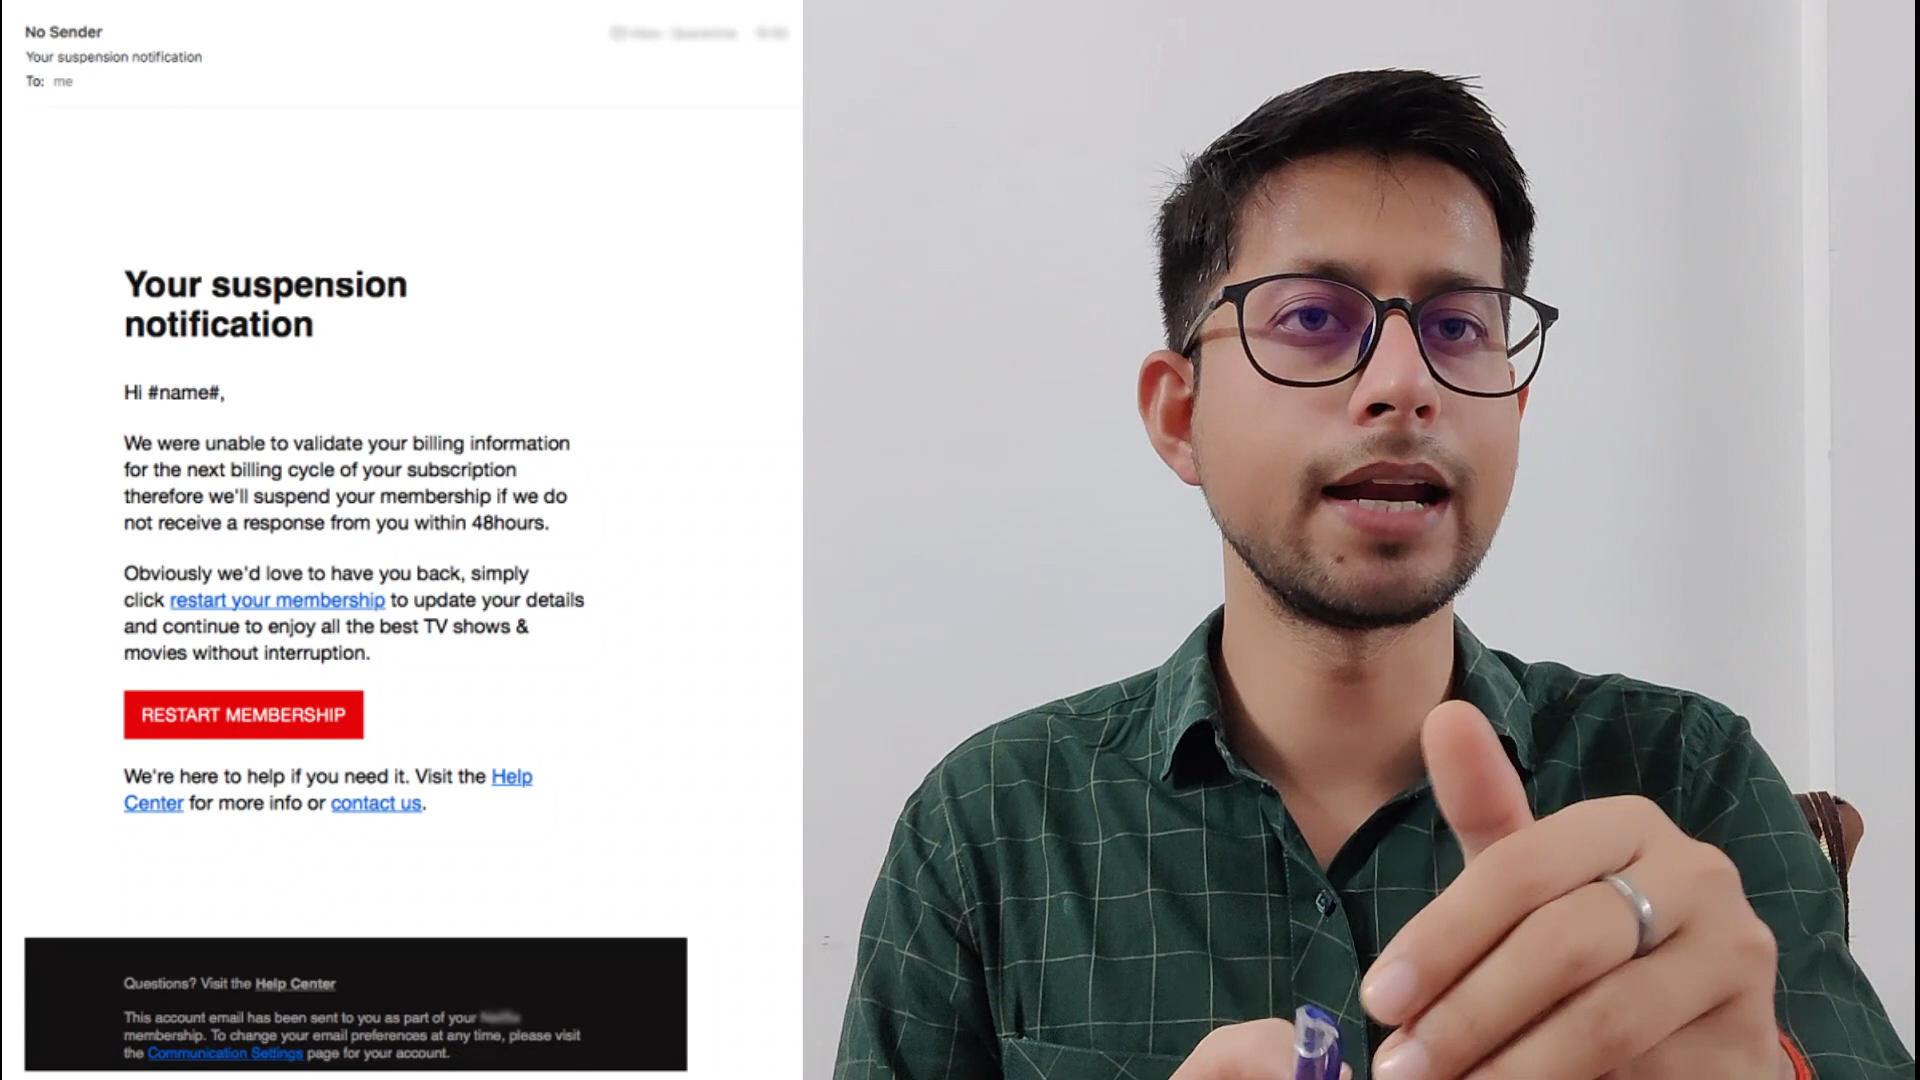 No Sender
Your suspension notification
To: me
Your suspension
notification
Hi #name#,
We were unable to validate your billing information
for the next billing cycle of your subscription
therefore we'll suspend your membership if we do
not receive a response from you within 48hours.
Obviously we'd love to have you back, simply
click restart your membership to update your details
and continue to enjoy all the best TV shows &
movies without interruption.
RESTART MEMBERSHIP
We're here to help if you need it. Visit the Help
Center for more info or contact us.
Questions? Visit the Help Center
This account email has been sent to you as part of your
membership. To change your email preferences at any time, please visit
the Communication Settings page for your account.